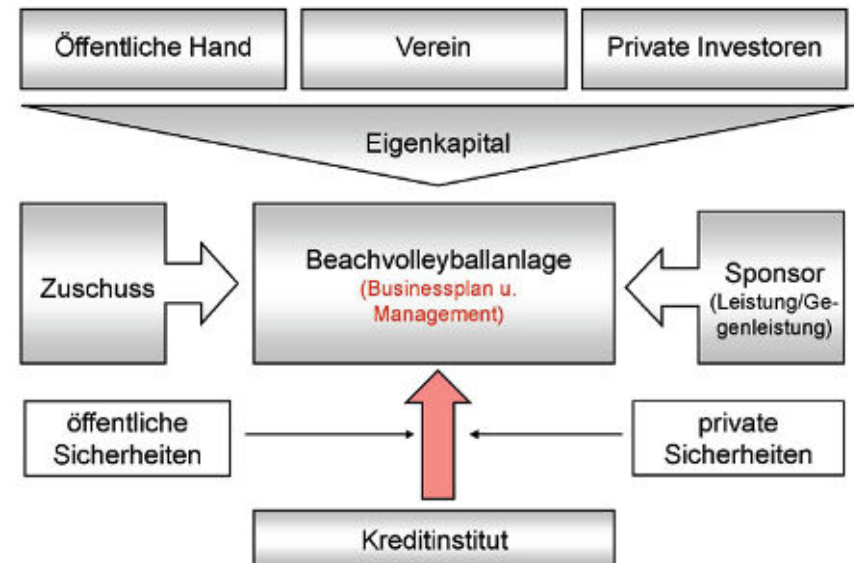 Öffentliche Hand
Verein
Private Investoren
Eigenkapital
Zuschuss
Beachvolleyballanlage
(Businessplan u.
Management)
Sponsor
(Leistung/Ge-
genleistung)
öffentliche
Sicherheiten
private
Sicherheiten
Kreditinstitut